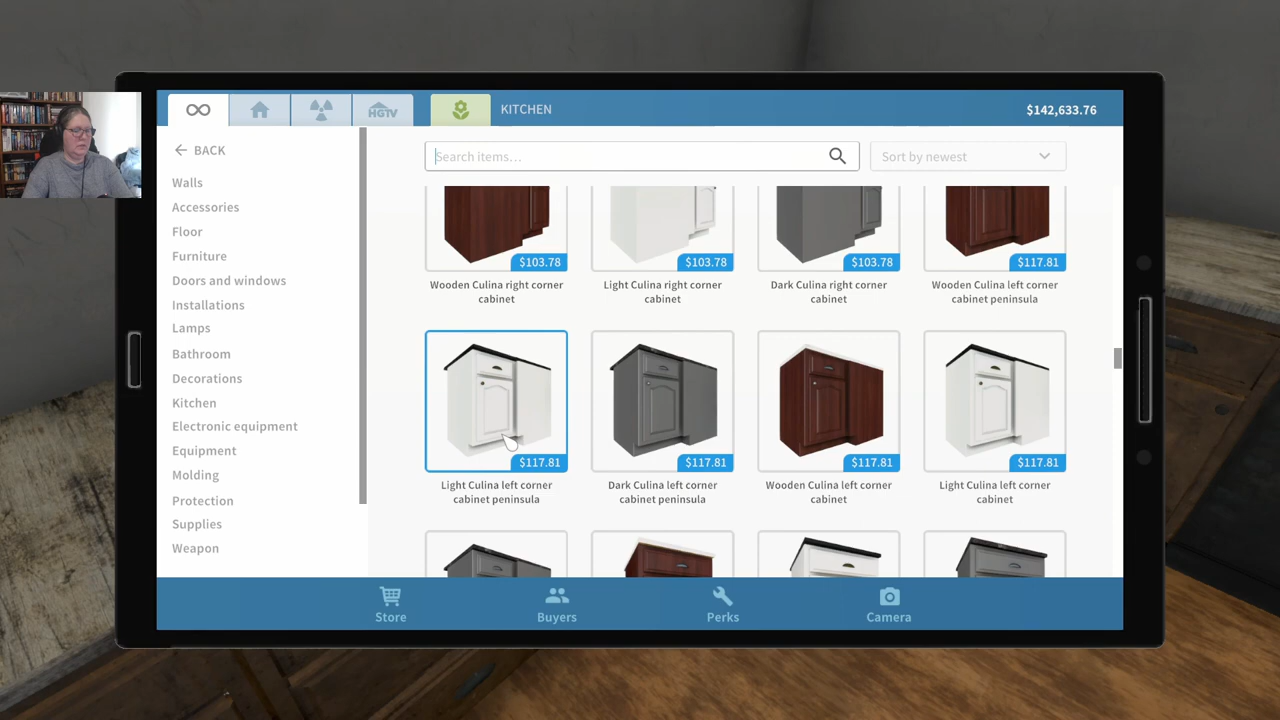 HGTV
KITCHEN
$142,633.76
BACK
Search items...
Sort by newest
Walls
Accessories
Floor
Furniture
Doors and windows
Installations
Lamps
Bathroom
Decorations
Kitchen
Electronic equipment
Equipment
Molding
Protection
Supplies
Weapon
$103.78
$103.78
$103.78
$117.81
Wooden Culina right corner
cabinet
Light Culina right corner
cabinet
Dark Culina right corner
cabinet
Wooden Culina left corner
cabinet peninsula
$117.81
$117.81
$117.81
$117.81
Light Culina left corner
cabinet peninsula
Dark Culina left corner
cabinet peninsula
Wooden Culina left corner
cabinet
Light Culina left corner
cabinet
Store
Buyers
Perks
Camera